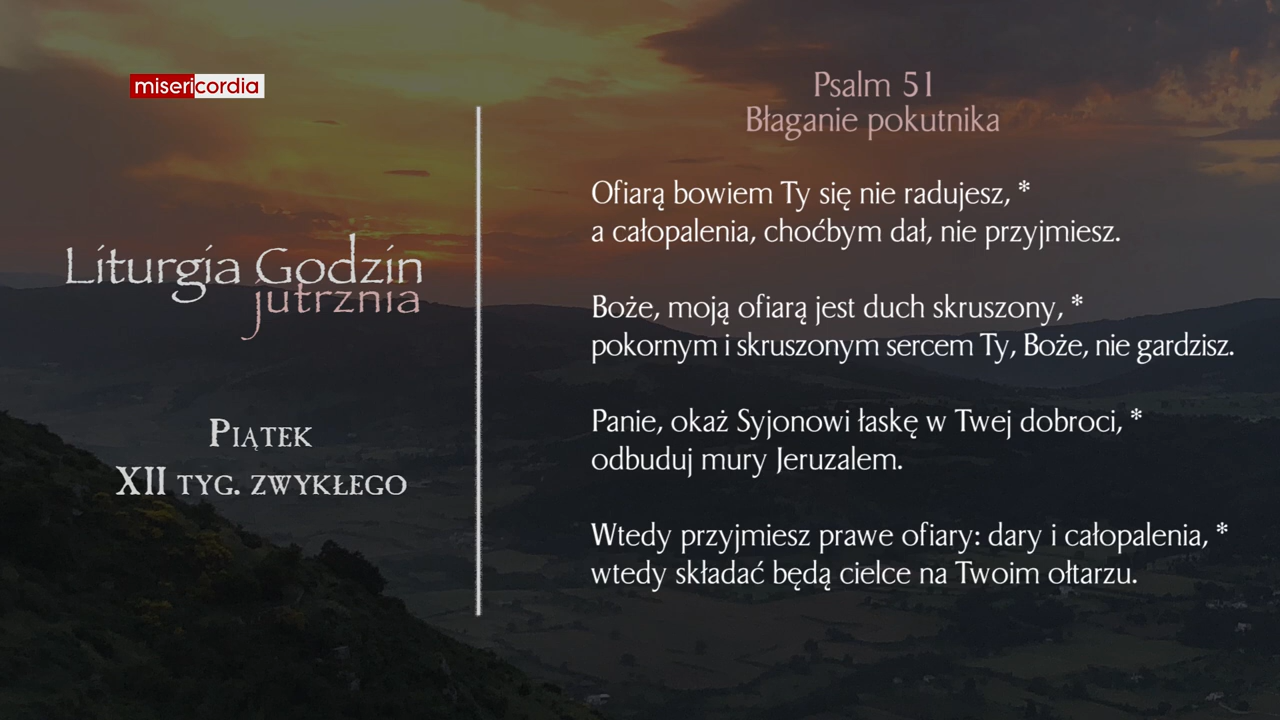 misericordia
Liturgia Godzin
jutrznia
Piątek
XII tyg. zwykłego
Psalm 51
Błaganie pokutnika
Ofiarą bowiem Ty się nie radujesz, *
a całopalenia, choćbym dał, nie przyjmiesz.
Boże, moją ofiarą jest duch skruszony, *
pokornym i skruszonym sercem Ty, Boże, nie gardzisz.
Panie, okaż Syjonowi łaskę w Twej dobroci, *
odbuduj mury Jeruzalem.
Wtedy przyjmiesz prawe ofiary: dary i całopalenia, *
wtedy składać będą cielce na Twoim ołtarzu.